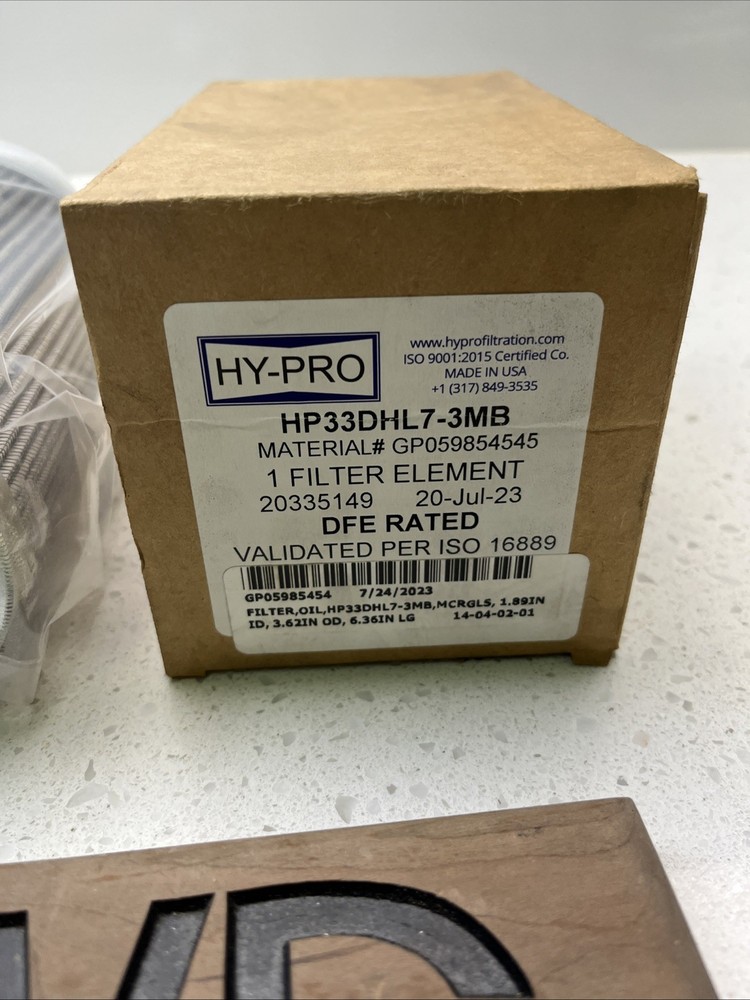 HY-PRO
www.hyprofiltration.com
ISO 9001:2015 Certified Co.
MADE IN USA
+1 (317) 849-3535
HP33DHL7-3MB
MATERIAL# GP059854545
1 FILTER ELEMENT
20335149 20-Jul-23
DFE RATED
VALIDATED PER ISO 16889
GP05985454 7/24/2023
FILTER,OIL,HP33DHL7-3MB,MCRGLS, 1.89IN
ID, 3.62IN OD, 6.36IN LG 14-04-02-01